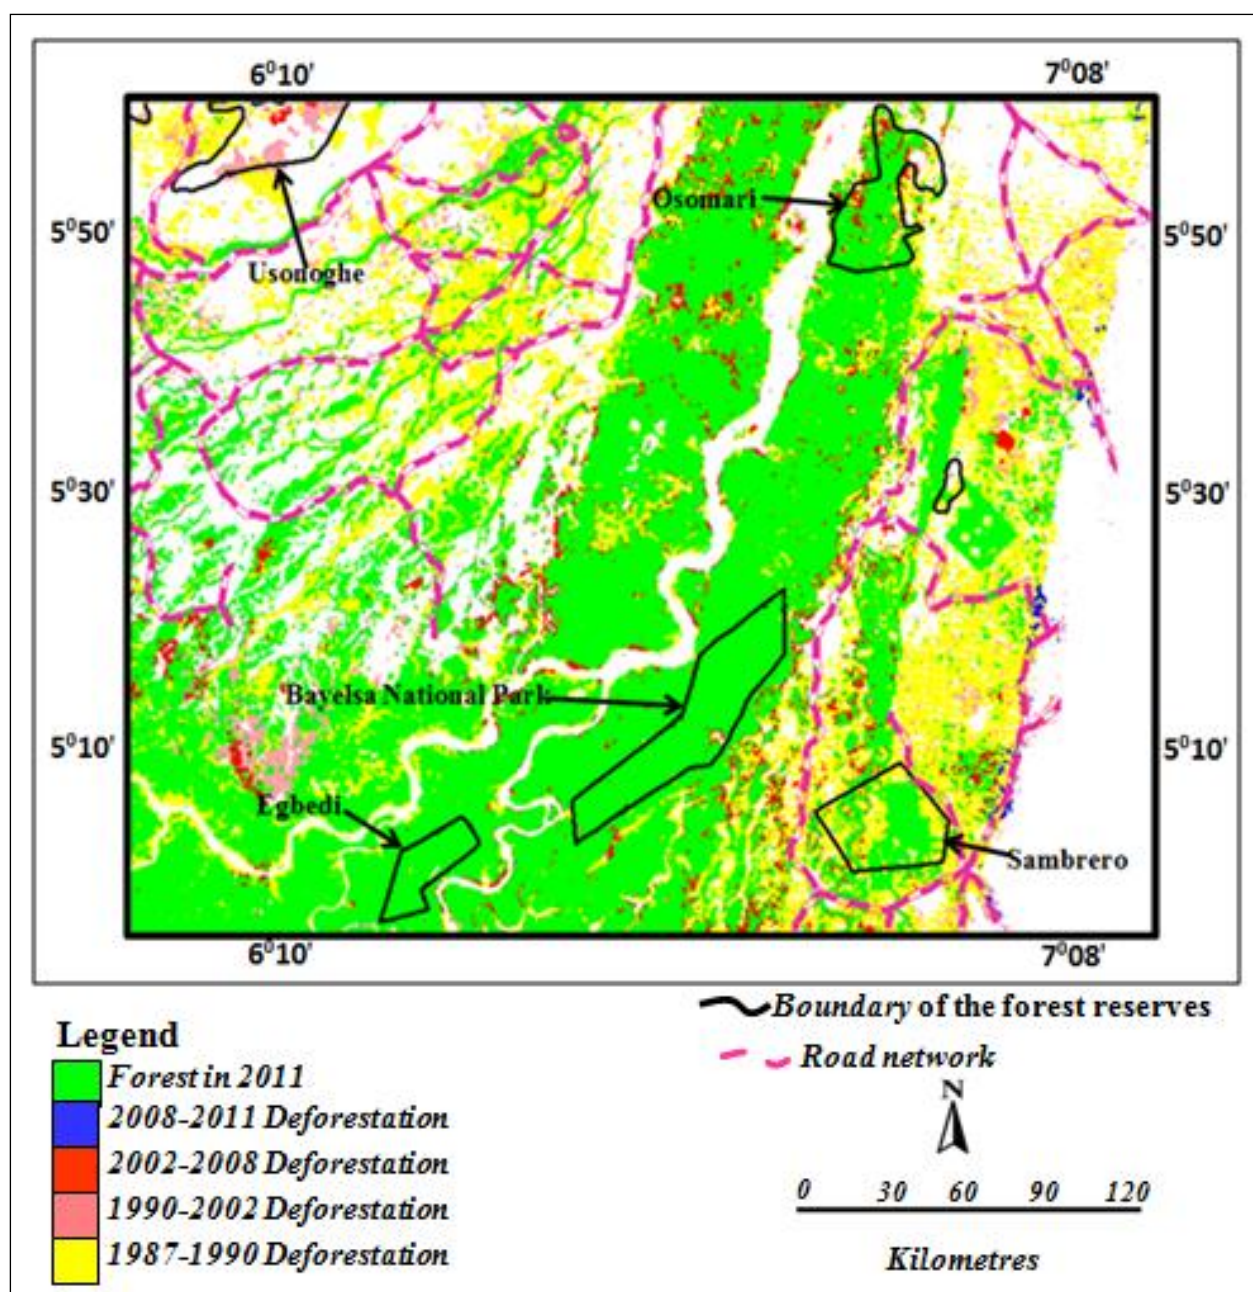 6⁰10' 7⁰08'
Osomari
5⁰50' 5⁰50'
Usonoghe
5⁰30' 5⁰30'
Bayelsa National Park
5⁰10' 5⁰10'
Egbedi
Sambrero
6⁰10' 7⁰08'
Boundary of the forest reserves
Legend
Road network
Forest in 2011
N
2008-2011 Deforestation
2002-2008 Deforestation
0 30 60 90 120
1990-2002 Deforestation
1987-1990 Deforestation
Kilometres